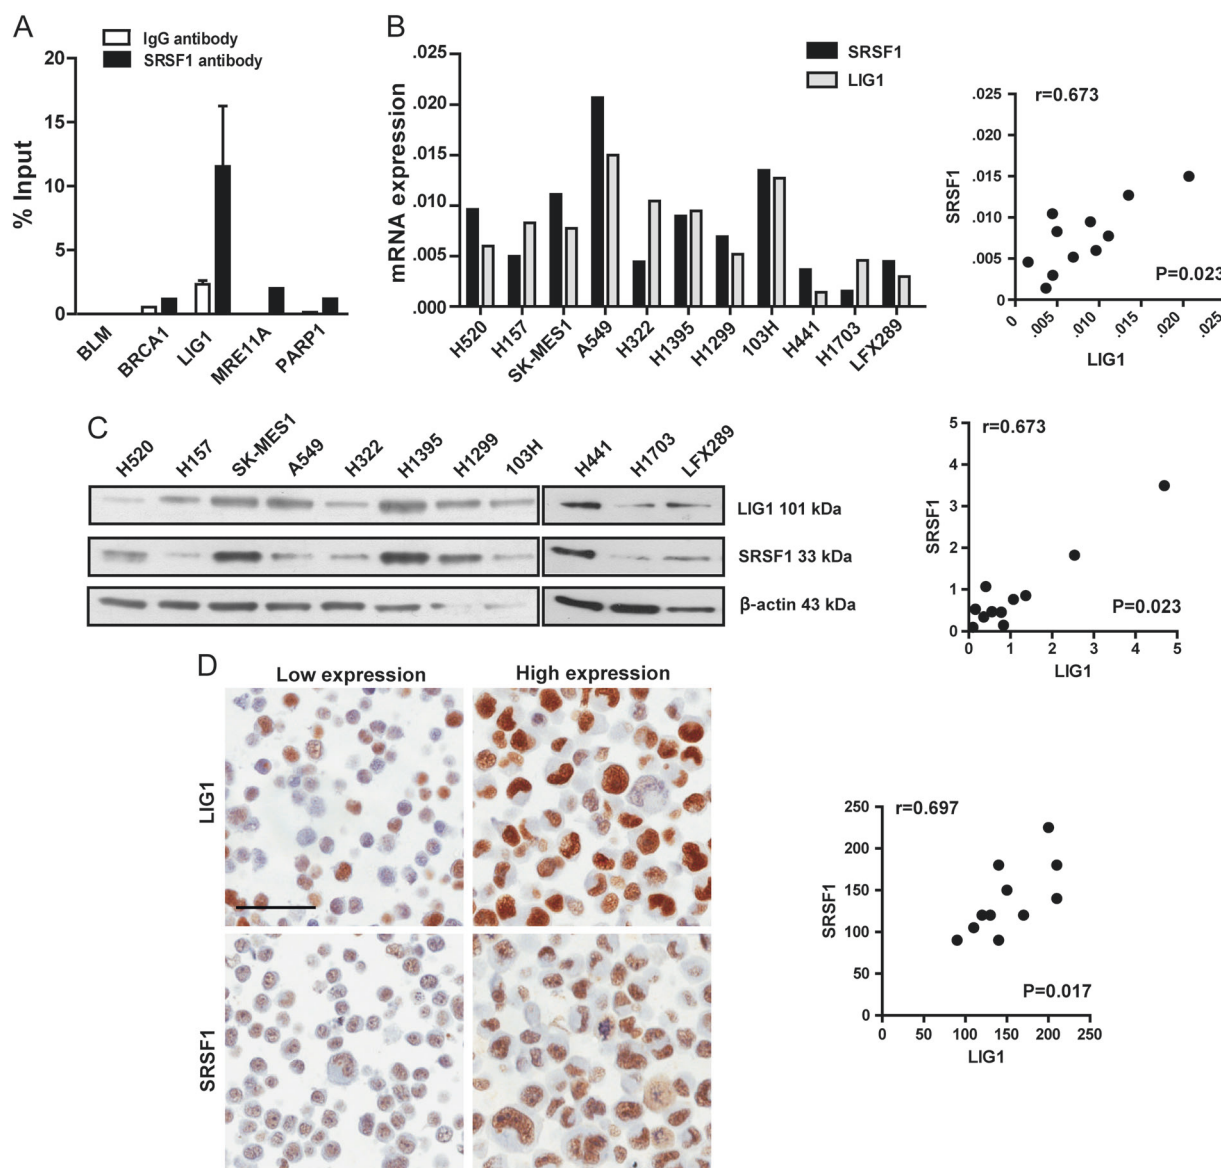 A
IgG antibody
SRSF1 antibody
% Input
20
15
10
5
0
BLM
BRCA1
LIG1
MRE11A
PARP1
B
SRSF1
LIG1
mRNA expression
.025
.020
.015
.010
.005
.000
H520
H157
SK-MES1
A549
H322
H1395
H1299
103H
H441
H1703
LFX289
r=0.673
SRSF1
.025
.020
.015
.010
.005
.000
P=0.023
0
.005
.010
.015
.020
.025
LIG1
C
H520
H157
SK-MES1
A549
H322
H1395
H1299
103H
H441
H1703
LFX289
LIG1 101 kDa
SRSF1 33 kDa
β-actin 43 kDa
r=0.673
SRSF1
5
4
3
2
1
0
P=0.023
0 1 2 3 4 5
LIG1
D
Low expression
High expression
LIG1
SRSF1
r=0.697
SRSF1
250
200
150
100
50
0
P=0.017
0 50 100 150 200 250
LIG1